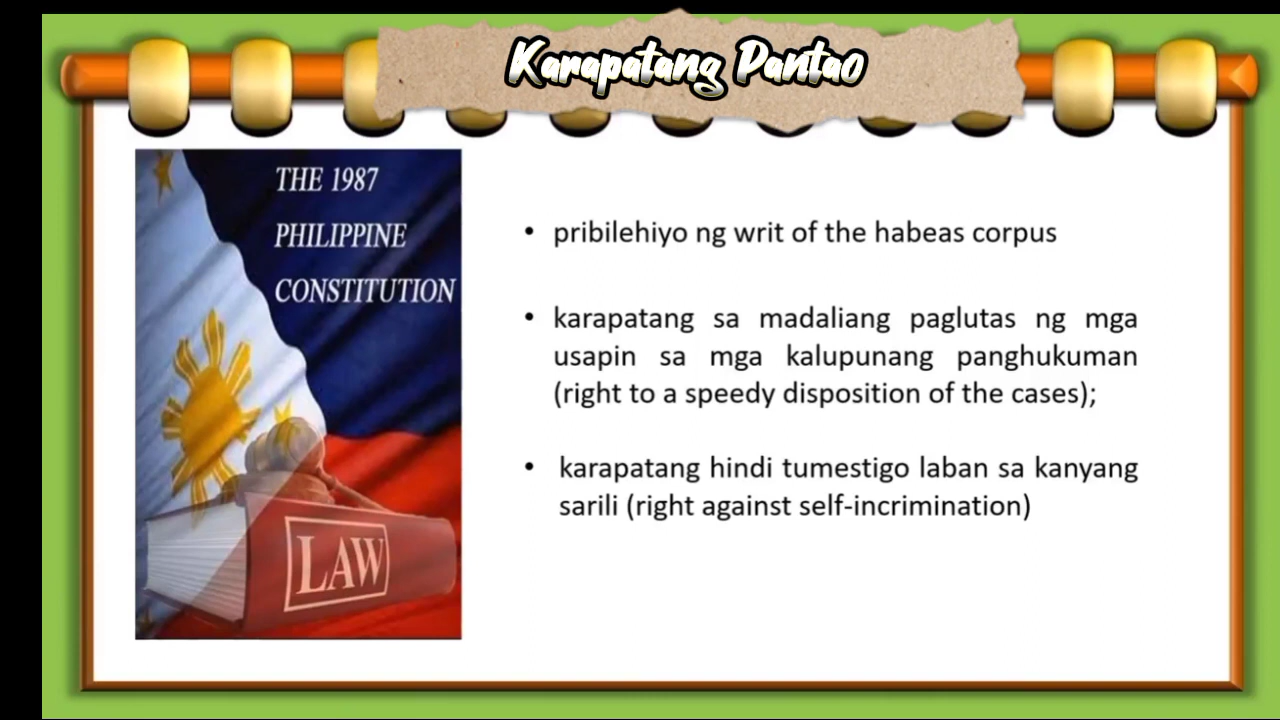 Karapatang Pantao
THE 1987
PHILIPPINE
CONSTITUTION
LAW
• pribilehiyo ng writ of the habeas corpus
• karapatang sa madaliang paglutas ng mga
usapin sa mga kalupunang panghukuman
(right to a speedy disposition of the cases);
• karapatang hindi tumestigo laban sa kanyang
sarili (right against self-incrimination)